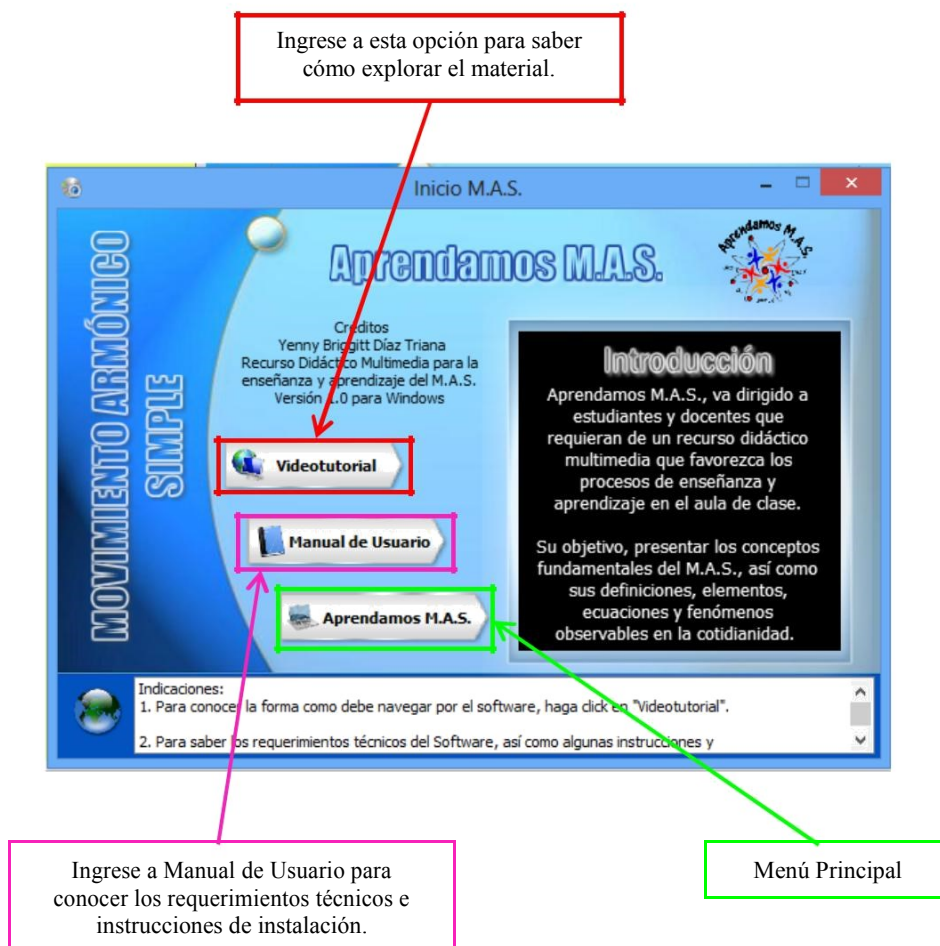 Ingrese a esta opción para saber
cómo explorar el material.
Inicio M.A.S.
MOVIMIENTO ARMÓNICO
SIMPLE
Aprendamos M.A.S.
Aprendamos M.A.S
Créditos
Yenny Briggitt Díaz Triana
Recurso Didáctico Multimedia para la
enseñanza y aprendizaje del M.A.S.
Versión 1.0 para Windows
Videotutorial
Manual de Usuario
Aprendamos M.A.S.
Introducción
Aprendamos M.A.S., va dirigido a
estudiantes y docentes que
requieran de un recurso didáctico
multimedia que favorezca los
procesos de enseñanza y
aprendizaje en el aula de clase.
Su objetivo, presentar los conceptos
fundamentales del M.A.S., así como
sus definiciones, elementos,
ecuaciones y fenómenos
observables en la cotidianidad.
Indicaciones:
1. Para conocer la forma como debe navegar por el software, haga click en "Videotutorial".
2. Para saber los requerimientos técnicos del Software, así como algunas instrucciones y
Ingrese a Manual de Usuario para
conocer los requerimientos técnicos e
instrucciones de instalación.
Menú Principal